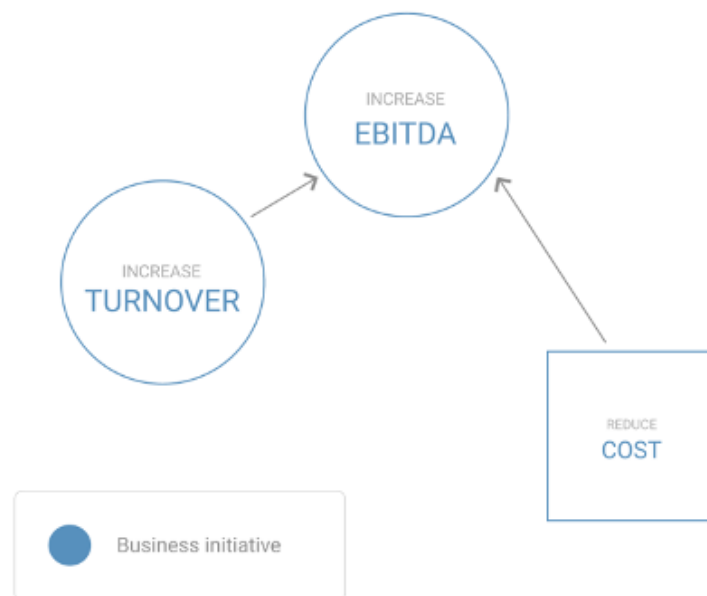 INCREASE
EBITDA
INCREASE
TURNOVER
REDUCE
COST
Business initiative